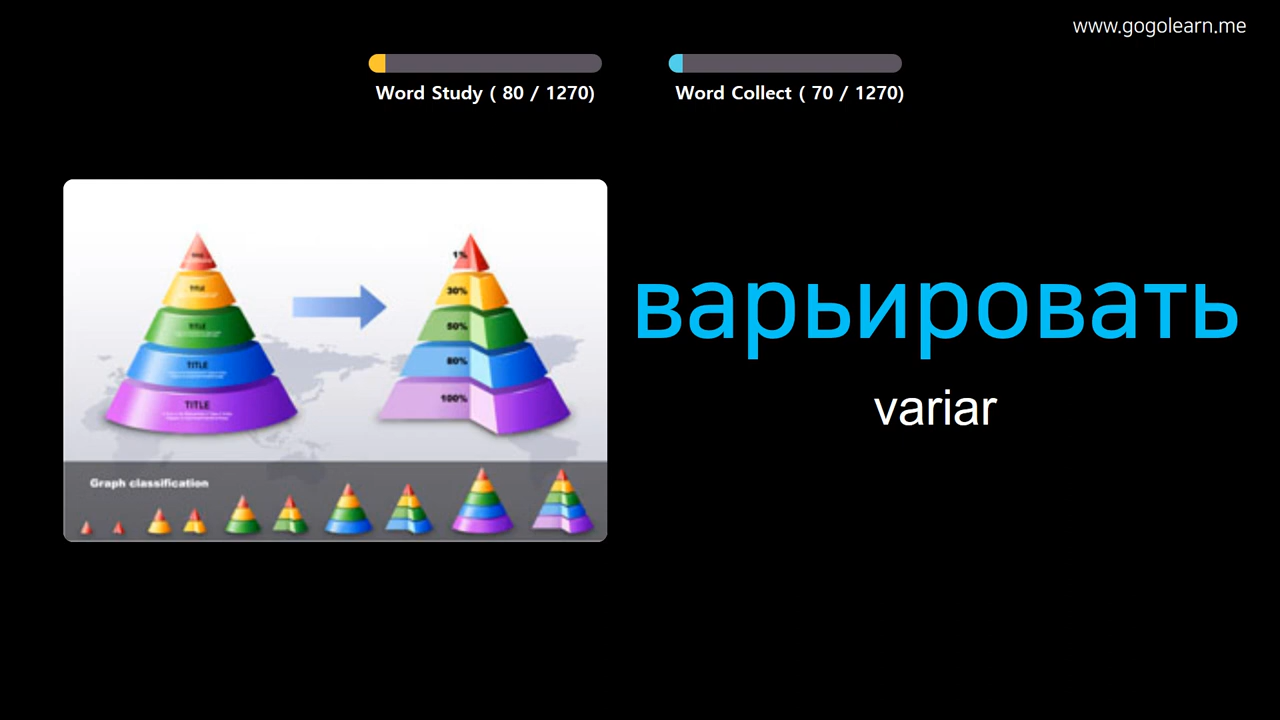 www.gogolearn.me
Word Study ( 80 / 1270)
Word Collect ( 70 / 1270)
варьировать
variar
TITLE
TITLE
TITLE
TITLE
1%
30%
50%
80%
100%
Graph classification